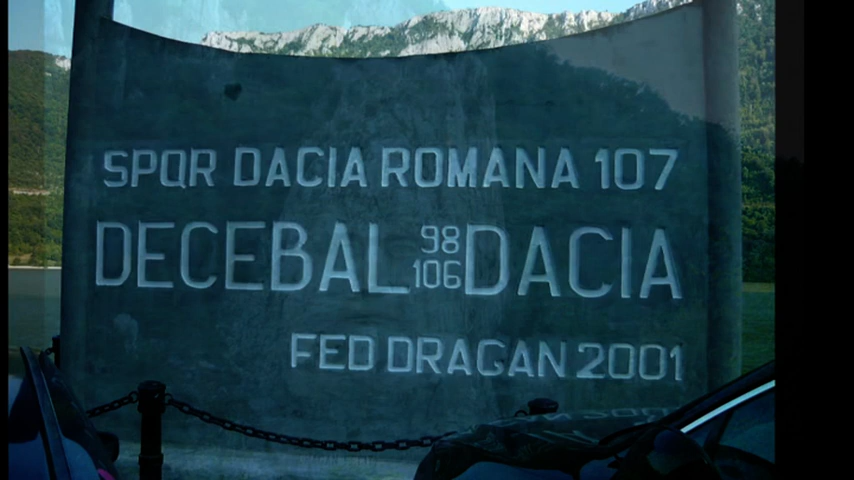 SPQR DACIA ROMANA 107
DECEBAL 98 106 DACIA
FED DRAGAN 2001